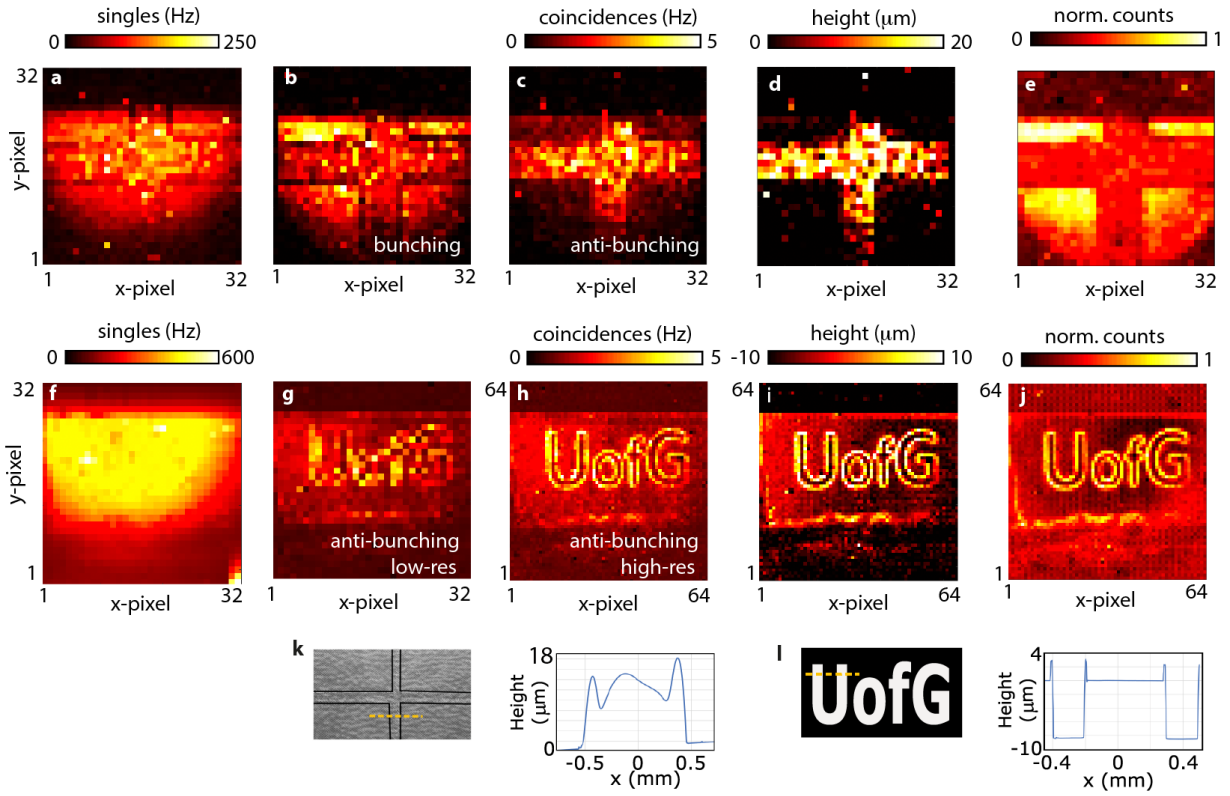 singles (Hz)
0 250
coincidences (Hz)
0 5
height (μm)
0 20
norm. counts
0 1
a
b
c
d
e
32
y-pixel
1
bunching
anti-bunching
1 32
x-pixel
1 32
x-pixel
1 32
x-pixel
1 32
x-pixel
1 32
x-pixel
singles (Hz)
0 600
coincidences (Hz)
0 5
height (μm)
-10 10
norm. counts
0 1
32
f
g
64
h
64
i
64
j
y-pixel
UofG
UofG
UofG
UofG
1
anti-bunching
low-res
1
anti-bunching
high-res
1
1
1 32
x-pixel
1 32
x-pixel
1 64
x-pixel
1 64
x-pixel
1 64
x-pixel
k
18
Height
(μm)
0
-0.5 0 0.5
x (mm)
l
UofG
4
Height
(μm)
-10
-0.4 0 0.4
x (mm)